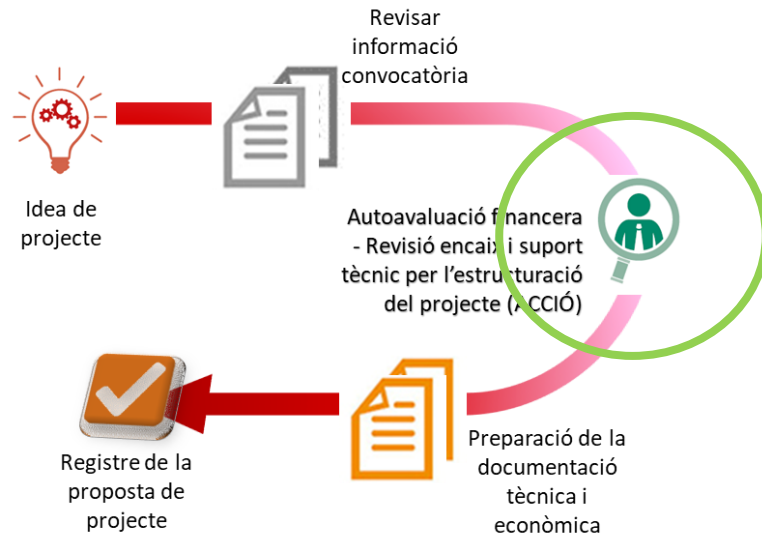 Revisar
informació
convocatòria
Idea de
projecte
Autoavaluació financera
- Revisió encaix i suport
tècnic per l’estructuració
del projecte (ACCIÓ)
Preparació de la
documentació
tècnica i
econòmica
Registre de la
proposta de
projecte